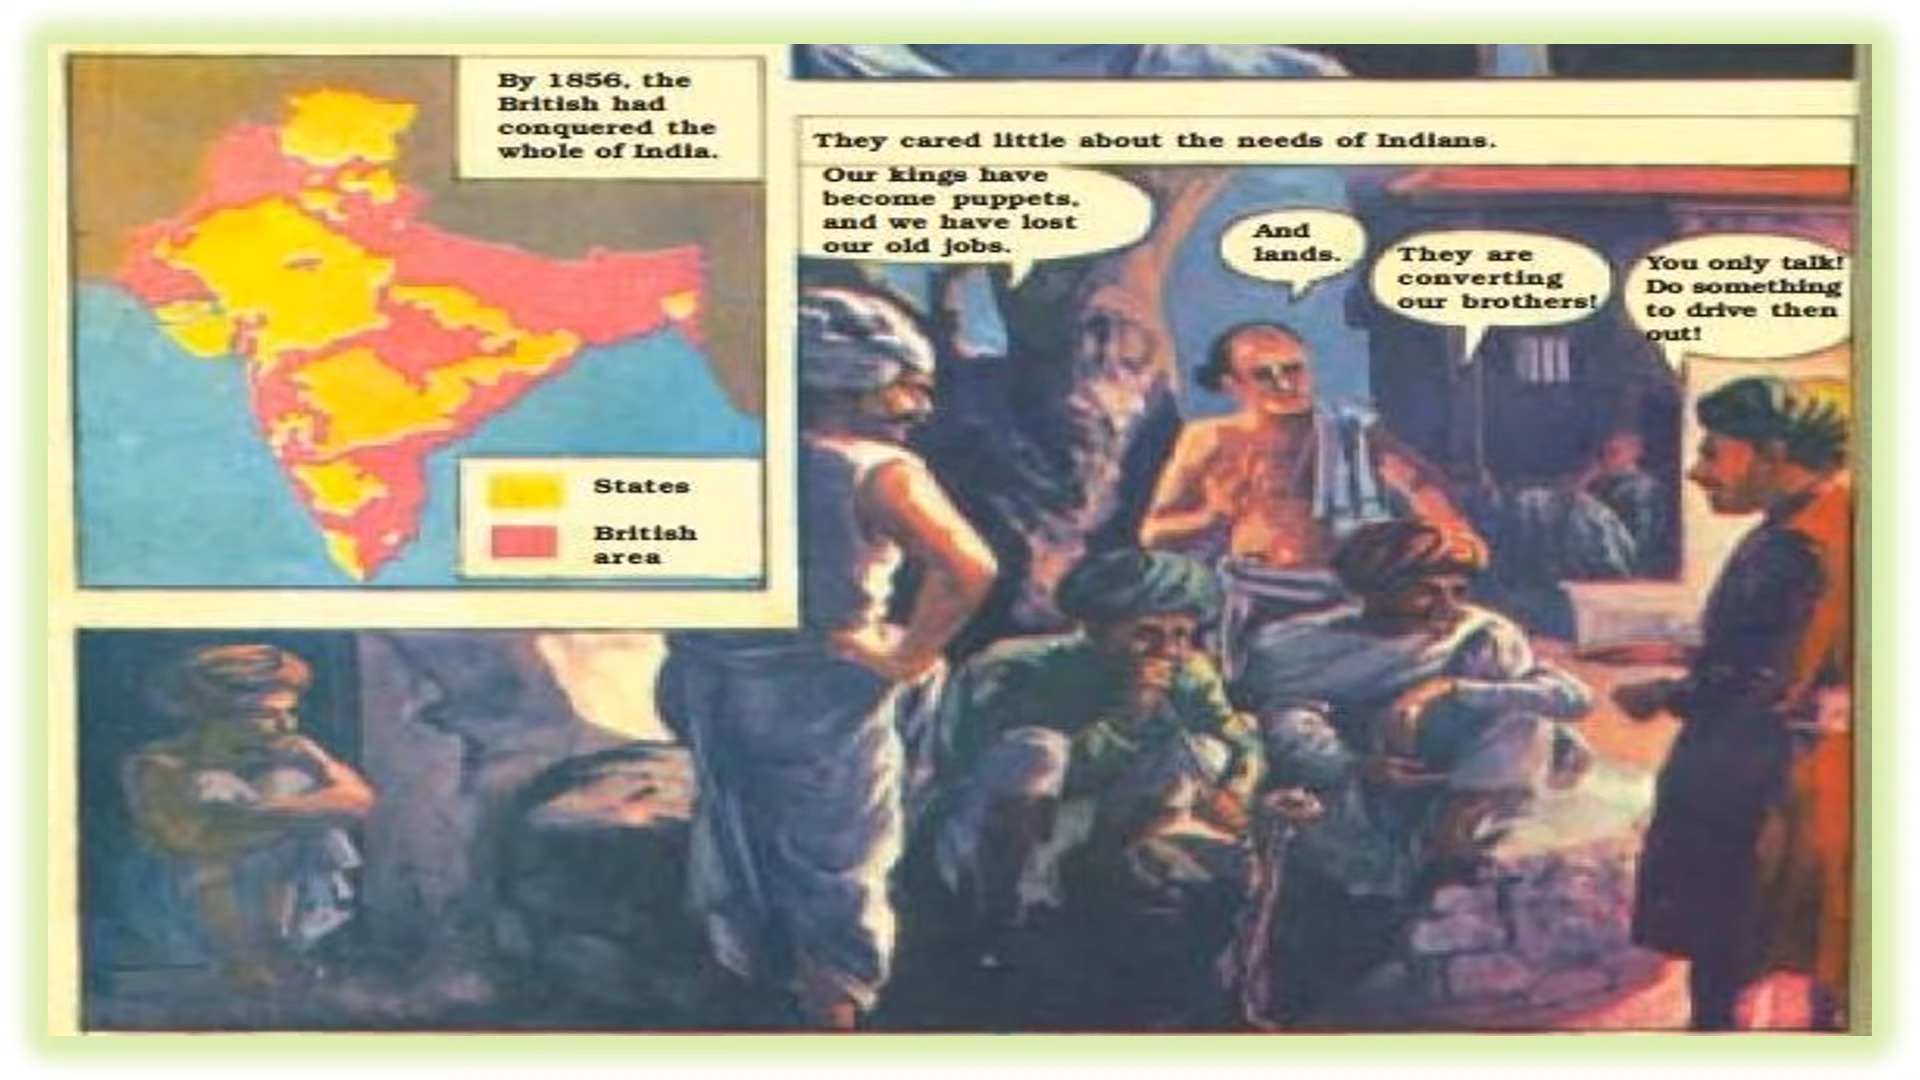 By 1856, the
British had
conquered the
whole of India.
States
British
area
They cared little about the needs of Indians.
Our kings have
become puppets,
and we have lost
our old jobs.
And
lands.
They are
converting
our brothers!
You only talk!
Do something
to drive then
out!